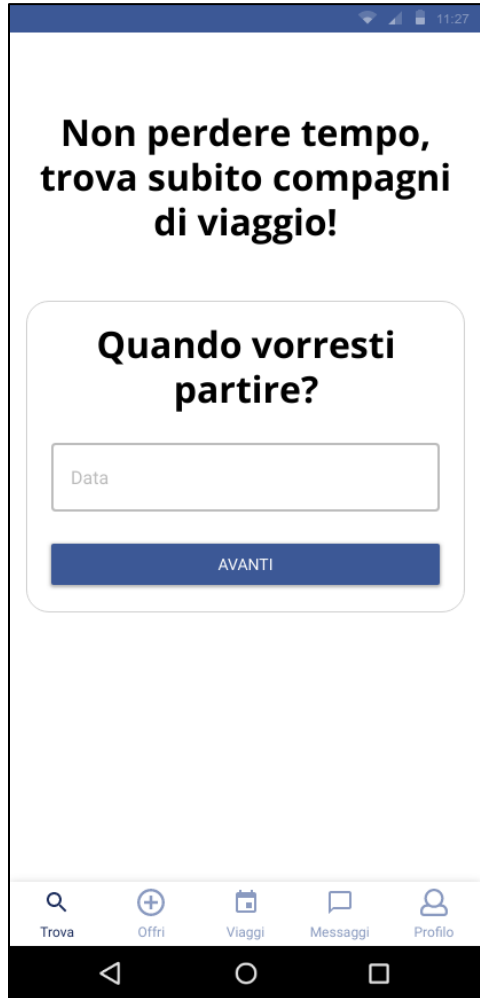 11:27
Non perdere tempo,
trova subito compagni
di viaggio!
Quando vorresti
partire?
Data
AVANTI
Trova
Offri
Viaggi
Messaggi
Profilo